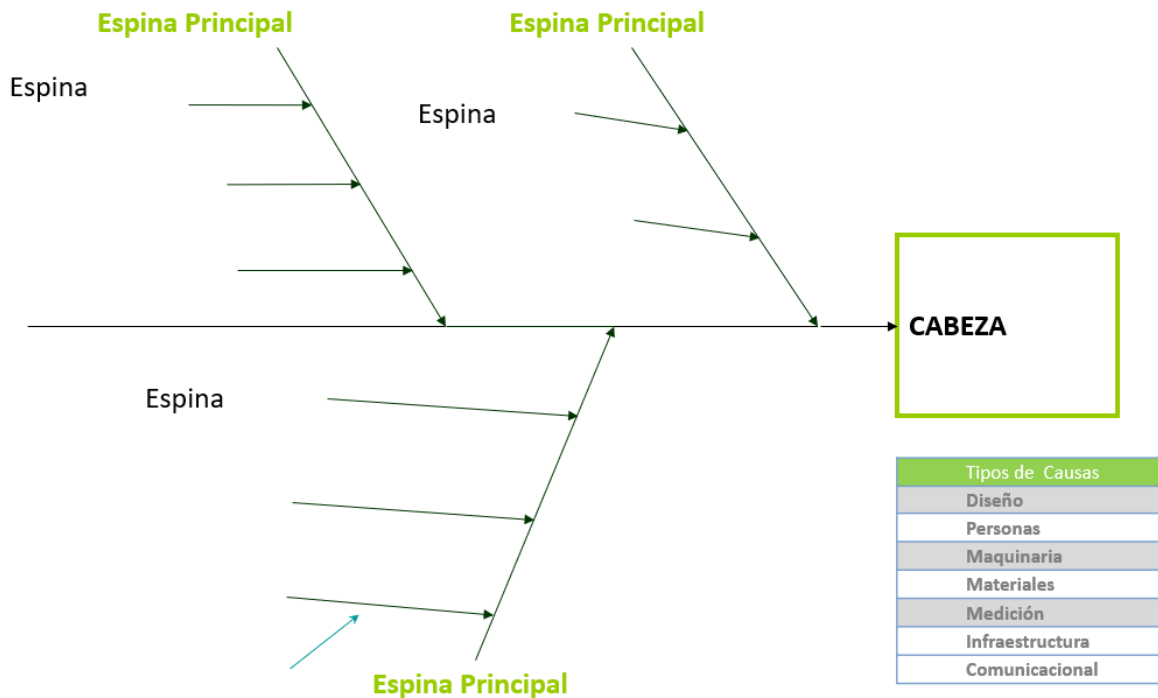 Espina Principal
Espina Principal
Espina
Espina
CABEZA
Espina
Tipos de Causas
Diseño
Personas
Maquinaria
Materiales
Medición
Infraestructura
Comunicacional
Espina Principal